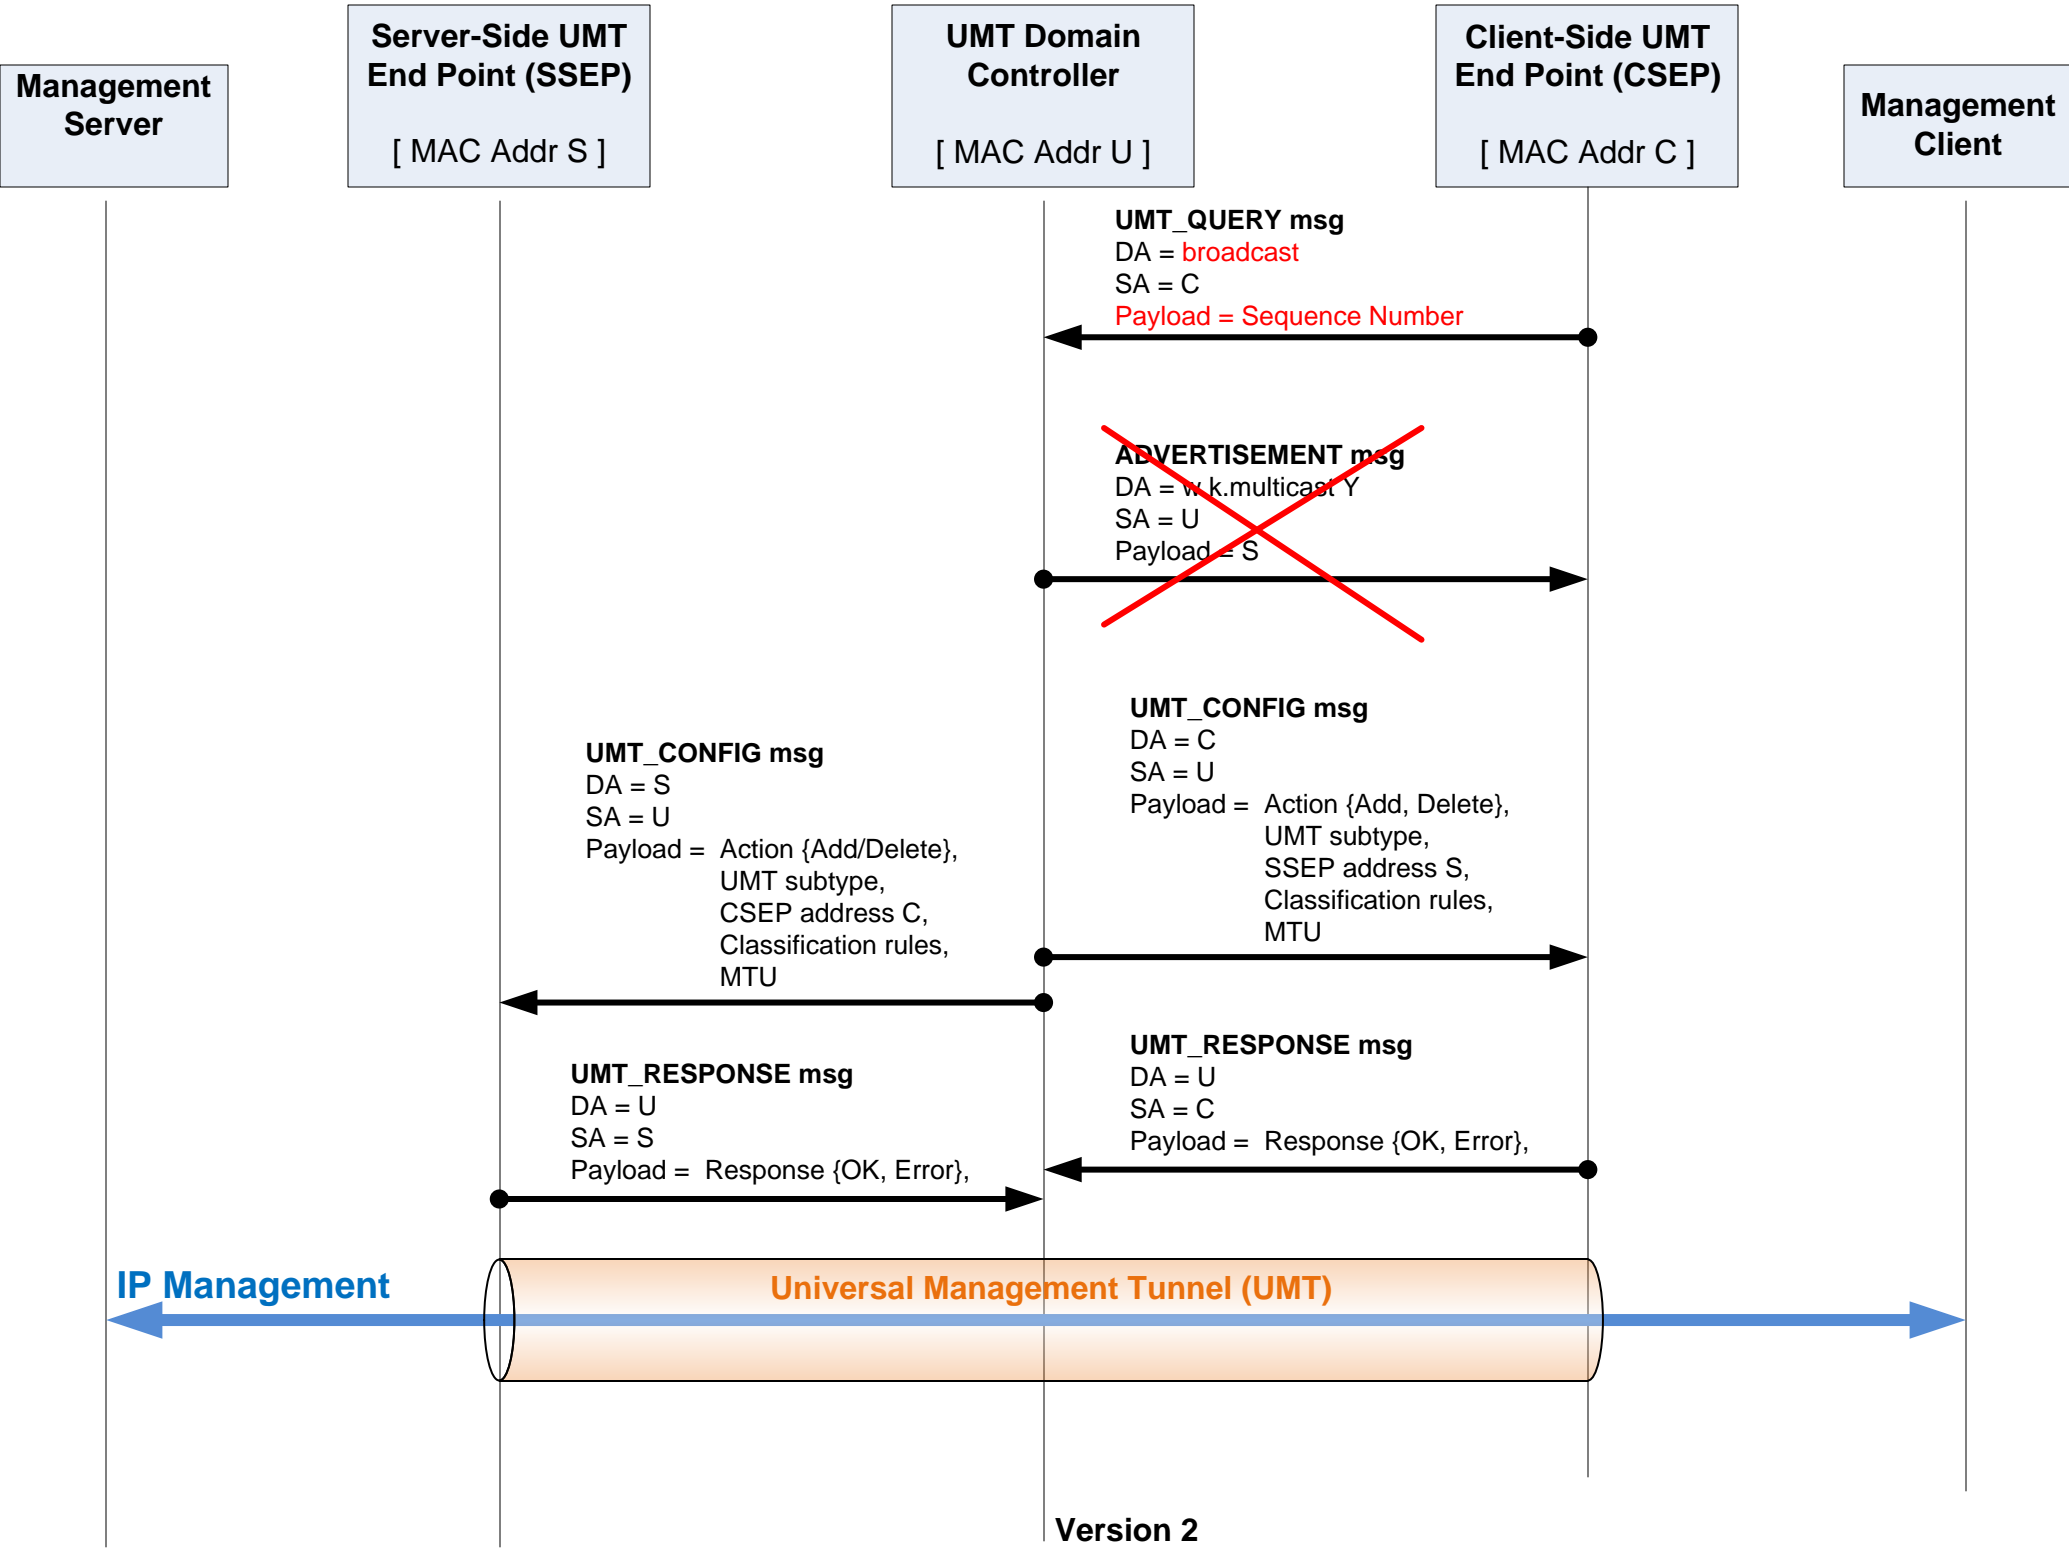 Management
Server
Server-Side UMT
End Point (SSEP)
[ MAC Addr S ]
UMT Domain
Controller
[ MAC Addr U ]
Client-Side UMT
End Point (CSEP)
[ MAC Addr C ]
Management
Client
UMT_QUERY msg
DA = broadcast
SA = C
Payload = Sequence Number
ADVERTISEMENT msg
DA = w.k.multicast Y
SA = U
Payload = S
UMT_CONFIG msg
DA = C
SA = U
Payload = Action {Add, Delete},
UMT subtype,
SSEP address S,
Classification rules,
MTU
UMT_CONFIG msg
DA = S
SA = U
Payload = Action {Add/Delete},
UMT subtype,
CSEP address C,
Classification rules,
MTU
UMT_RESPONSE msg
DA = U
SA = C
Payload = Response {OK, Error},
UMT_RESPONSE msg
DA = U
SA = S
Payload = Response {OK, Error},
IP Management
Universal Management Tunnel (UMT)
Version 2